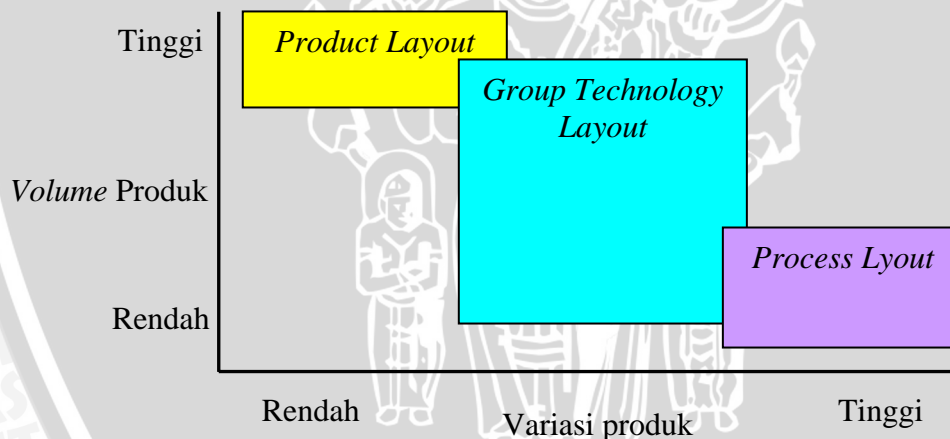 Tinggi
Product Layout
Group Technology
Layout
Volume Produk
Process Lyout
Rendah
Rendah
Variasi produk
Tinggi